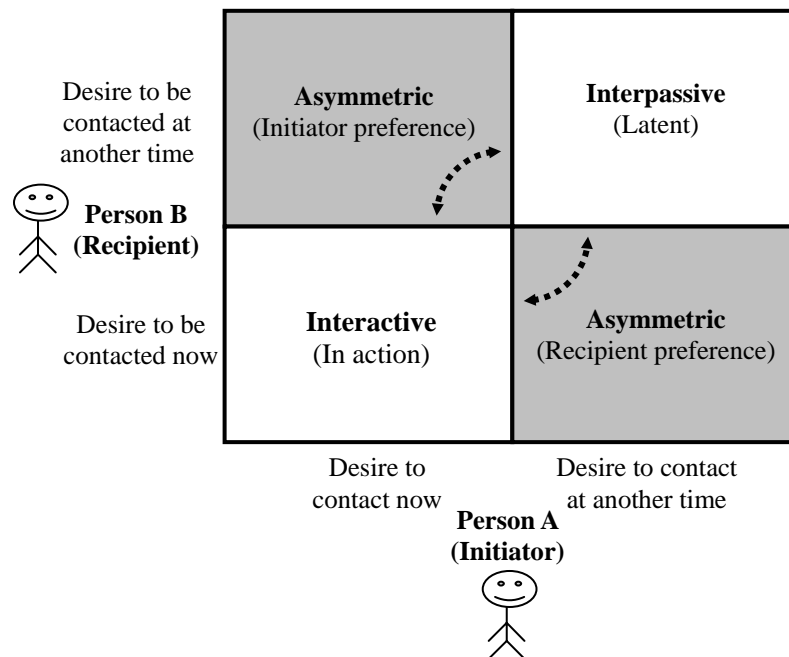 Desire to be
contacted at
another time
Asymmetric
(Initiator preference)
Interpassive
(Latent)
Person B
(Recipient)
Desire to be
contacted now
Interactive
(In action)
Asymmetric
(Recipient preference)
Desire to
contact now
Desire to contact
at another time
Person A
(Initiator)